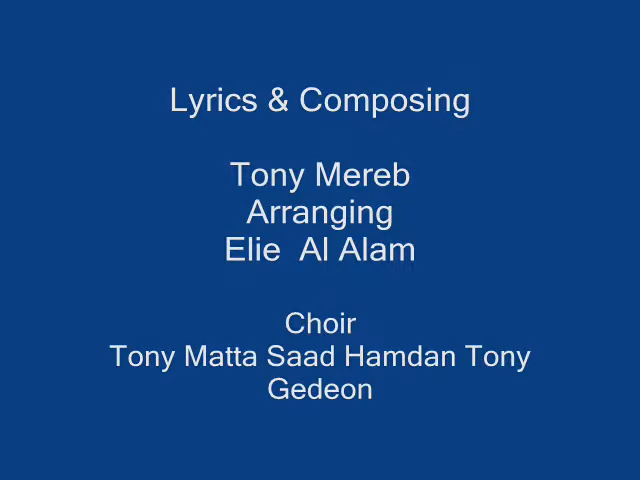 Lyrics & Composing
Tony Mereb
Arranging
Elie  Al Alam
Choir
Tony Matta Saad Hamdan Tony
Gedeon